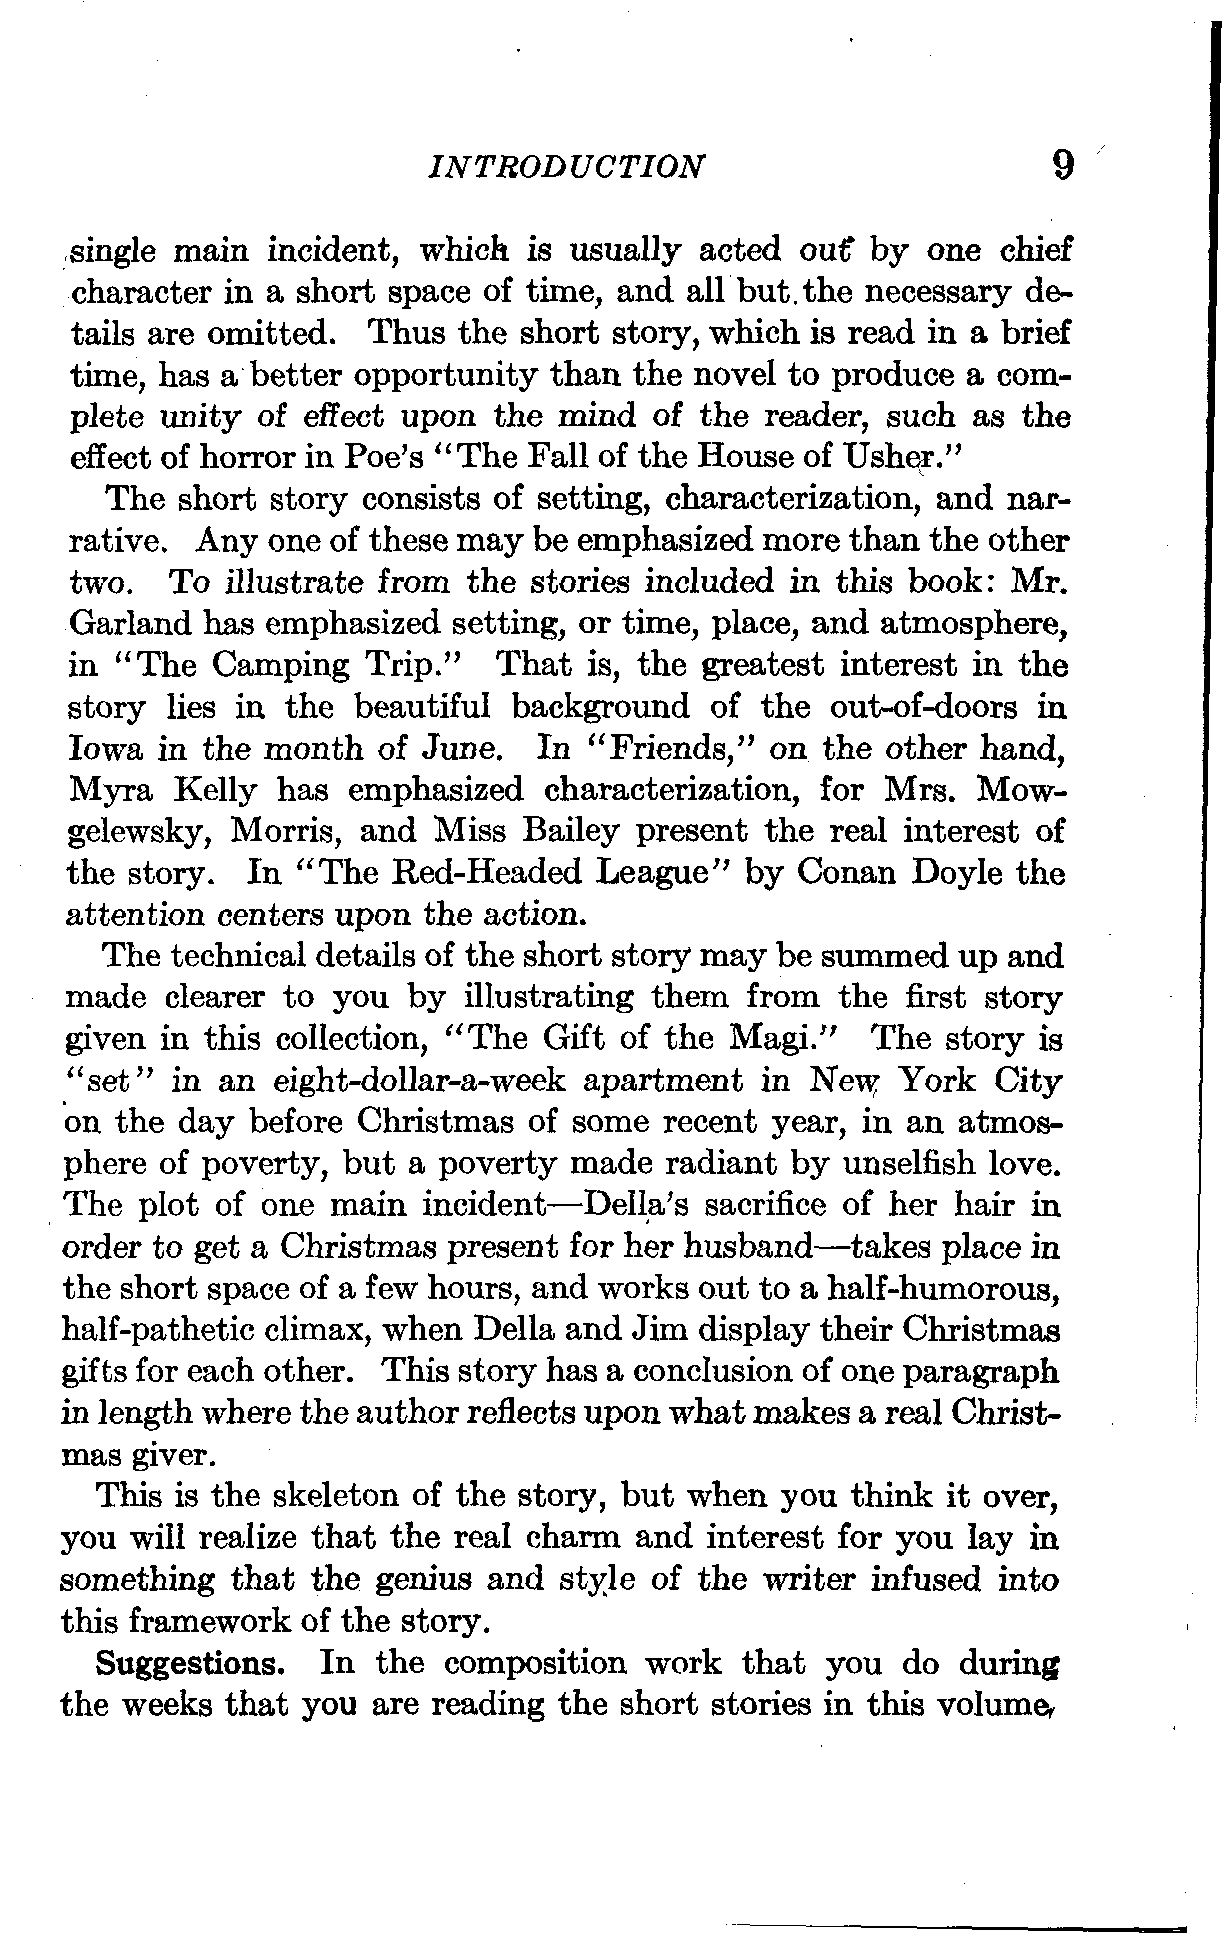 INTRODUCTION 9
single main incident, which is usually acted out by one chief
character in a short space of time, and all but the necessary de-
tails are omitted. Thus the short story, which is read in a brief
time, has a better opportunity than the novel to produce a com-
plete unity of effect upon the mind of the reader, such as the
effect of horror in Poe's "The Fall of the House of Usher."
The short story consists of setting, characterization, and nar-
rative. Any one of these may be emphasized more than the other
two. To illustrate from the stories included in this book: Mr.
Garland has emphasized setting, or time, place, and atmosphere,
in "The Camping Trip." That is, the greatest interest in the
story lies in the beautiful background of the out-of-doors in
Iowa in the month of June. In "Friends," on the other hand,
Myra Kelly has emphasized characterization, for Mrs. Mow-
gelewsky, Morris, and Miss Bailey present the real interest of
the story. In "The Red-Headed League" by Conan Doyle the
attention centers upon the action.
The technical details of the short story may be summed up and
made clearer to you by illustrating them from the first story
given in this collection, "The Gift of the Magi." The story is
"set" in an eight-dollar-a-week apartment in New York City
on the day before Christmas of some recent year, in an atmos-
phere of poverty, but a poverty made radiant by unselfish love.
The plot of one main incident—Della's sacrifice of her hair in
order to get a Christmas present for her husband—takes place in
the short space of a few hours, and works out to a half-humorous,
half-pathetic climax, when Della and Jim display their Christmas
gifts for each other. This story has a conclusion of one paragraph
in length where the author reflects upon what makes a real Christ-
mas giver.
This is the skeleton of the story, but when you think it over,
you will realize that the real charm and interest for you lay in
something that the genius and style of the writer infused into
this framework of the story.
Suggestions. In the composition work that you do during
the weeks that you are reading the short stories in this volume,